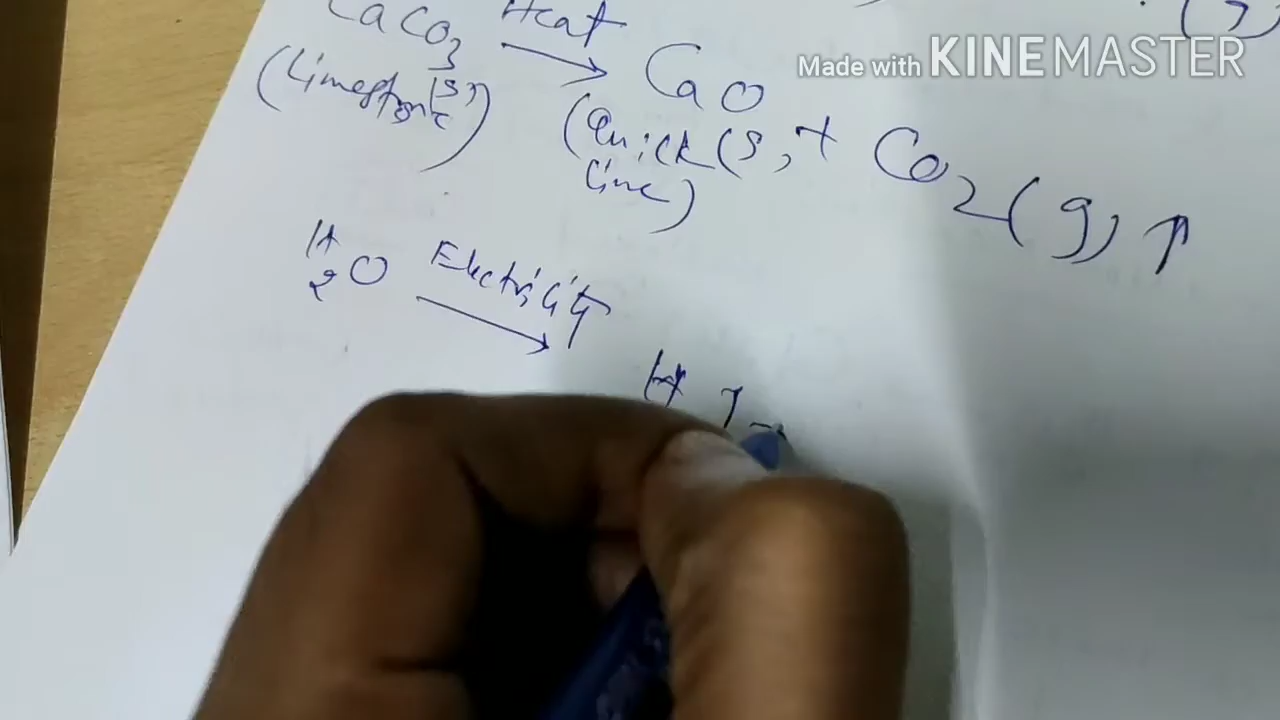 Made with KINEMASTER
CaCO3 Heat → CaO + CO2(g)↑
(Limestone) (s) (Quick (s)
lime)
H2O Electricity →
H